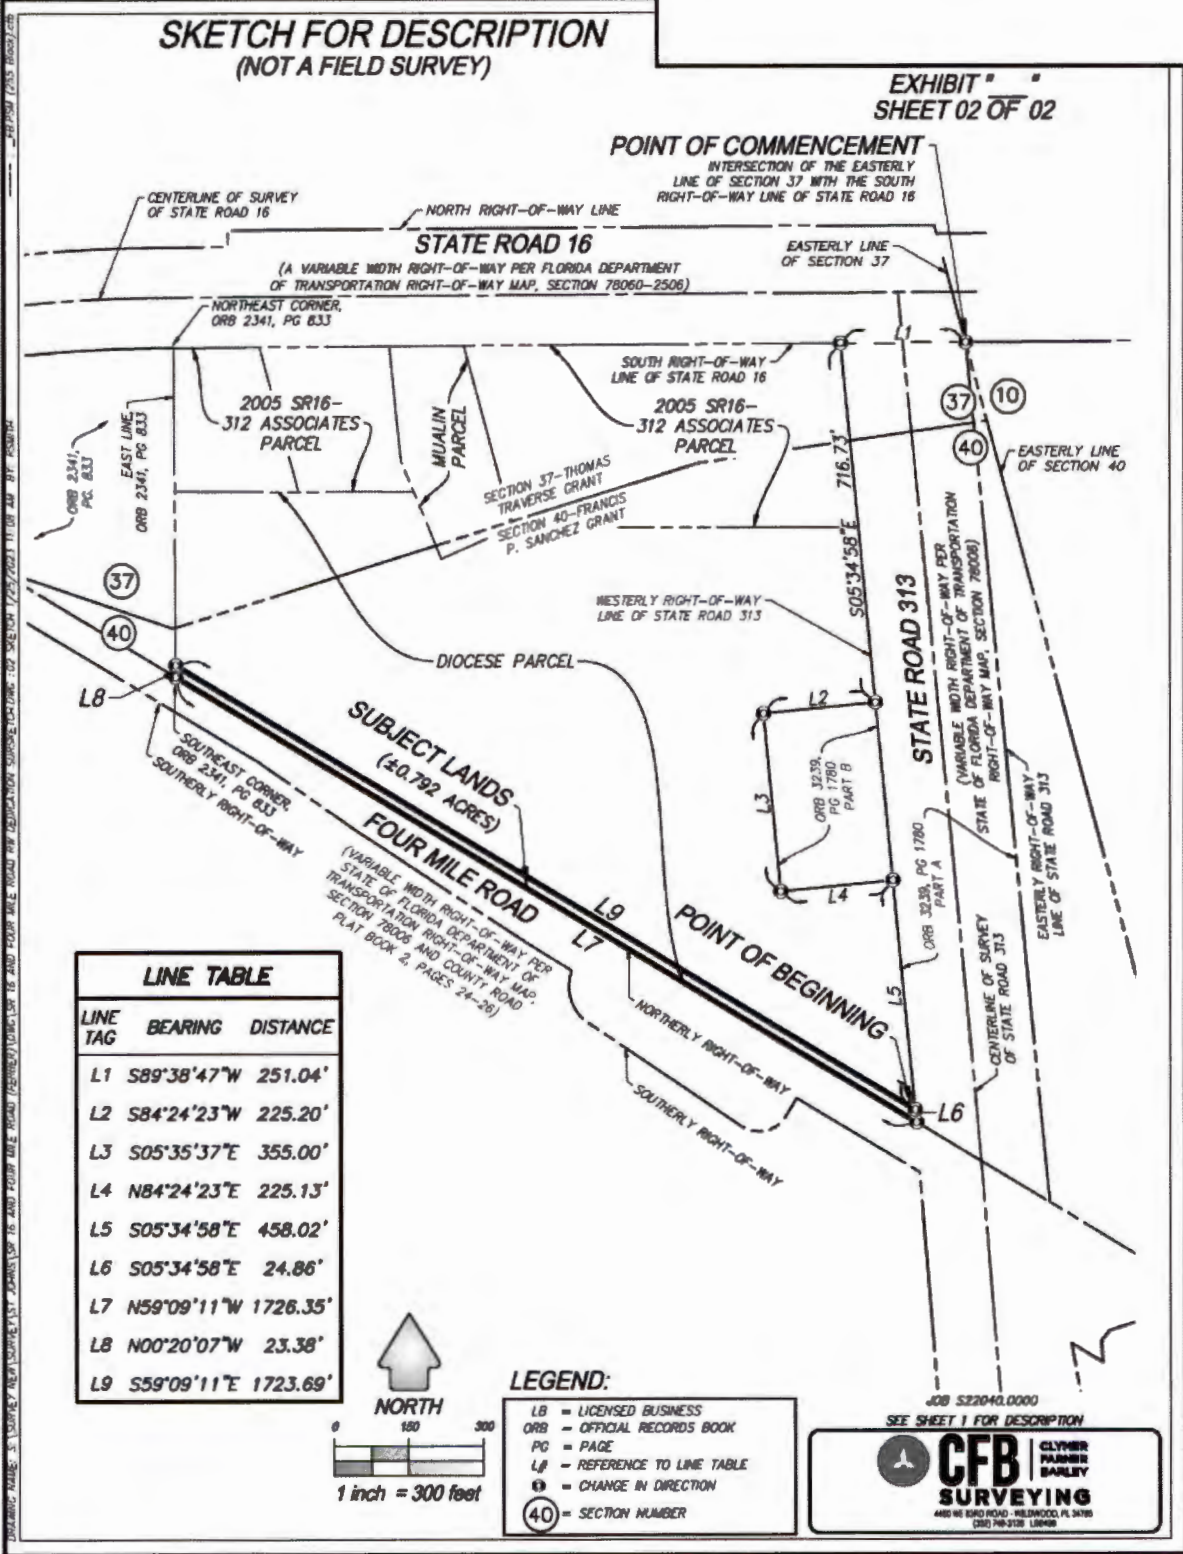 SKETCH FOR DESCRIPTION
(NOT A FIELD SURVEY)
EXHIBIT "___"
SHEET 02 OF 02
POINT OF COMMENCEMENT
INTERSECTION OF THE EASTERLY
LINE OF SECTION 37 WITH THE SOUTH
RIGHT-OF-WAY LINE OF STATE ROAD 16
CENTERLINE OF SURVEY
OF STATE ROAD 16
NORTH RIGHT-OF-WAY LINE
STATE ROAD 16
(A VARIABLE WIDTH RIGHT-OF-WAY PER FLORIDA DEPARTMENT
OF TRANSPORTATION RIGHT-OF-WAY MAP, SECTION 78060-2506)
EASTERLY LINE
OF SECTION 37
NORTHEAST CORNER,
ORB 2341, PG 833
L1
SOUTH RIGHT-OF-WAY
LINE OF STATE ROAD 16
2005 SR16-
312 ASSOCIATES
PARCEL
MUALIN
PARCEL
2005 SR16-
312 ASSOCIATES
PARCEL
37
10
40
EASTERLY LINE
OF SECTION 40
ORB 2341,
PG. 833
EAST LINE,
ORB 2341, PG 833
SECTION 37-THOMAS
TRAVERSE GRANT
SECTION 40-FRANCIS
P. SANCHEZ GRANT
716.73'
S05°34'58"E
37
40
WESTERLY RIGHT-OF-WAY
LINE OF STATE ROAD 313
STATE ROAD 313
(VARIABLE WIDTH RIGHT-OF-WAY PER
STATE OF FLORIDA DEPARTMENT OF TRANSPORTATION
RIGHT-OF-WAY MAP, SECTION 78006)
DIOCESE PARCEL
L8
L2
L3
ORB 3239,
PG 1780
PART B
L4
SUBJECT LANDS
(±0.792 ACRES)
SOUTHEAST CORNER,
ORB 2341, PG 833
SOUTHERLY RIGHT-OF-WAY
FOUR MILE ROAD
(VARIABLE WIDTH RIGHT-OF-WAY PER
STATE OF FLORIDA DEPARTMENT OF
TRANSPORTATION RIGHT-OF-WAY MAP,
SECTION 78006 AND COUNTY ROAD
PLAT BOOK 2, PAGES 24-26)
L9
L7
POINT OF BEGINNING
ORB 3239, PG 1780
PART A
L5
EASTERLY RIGHT-OF-WAY
LINE OF STATE ROAD 313
CENTERLINE OF SURVEY
OF STATE ROAD 313
NORTHERLY RIGHT-OF-WAY
SOUTHERLY RIGHT-OF-WAY
L6
LINE TABLE
LINE TAG BEARING DISTANCE
L1 S89°38'47"W 251.04'
L2 S84°24'23"W 225.20'
L3 S05°35'37"E 355.00'
L4 N84°24'23"E 225.13'
L5 S05°34'58"E 458.02'
L6 S05°34'58"E 24.86'
L7 N59°09'11"W 1726.35'
L8 N00°20'07"W 23.38'
L9 S59°09'11"E 1723.69'
NORTH
0 150 300
1 inch = 300 feet
LEGEND:
LB = LICENSED BUSINESS
ORB = OFFICIAL RECORDS BOOK
PG = PAGE
L# = REFERENCE TO LINE TABLE
= CHANGE IN DIRECTION
40 = SECTION NUMBER
JOB S22040.0000
SEE SHEET 1 FOR DESCRIPTION
CFB
CLYMER
FARNER
BARLEY
SURVEYING